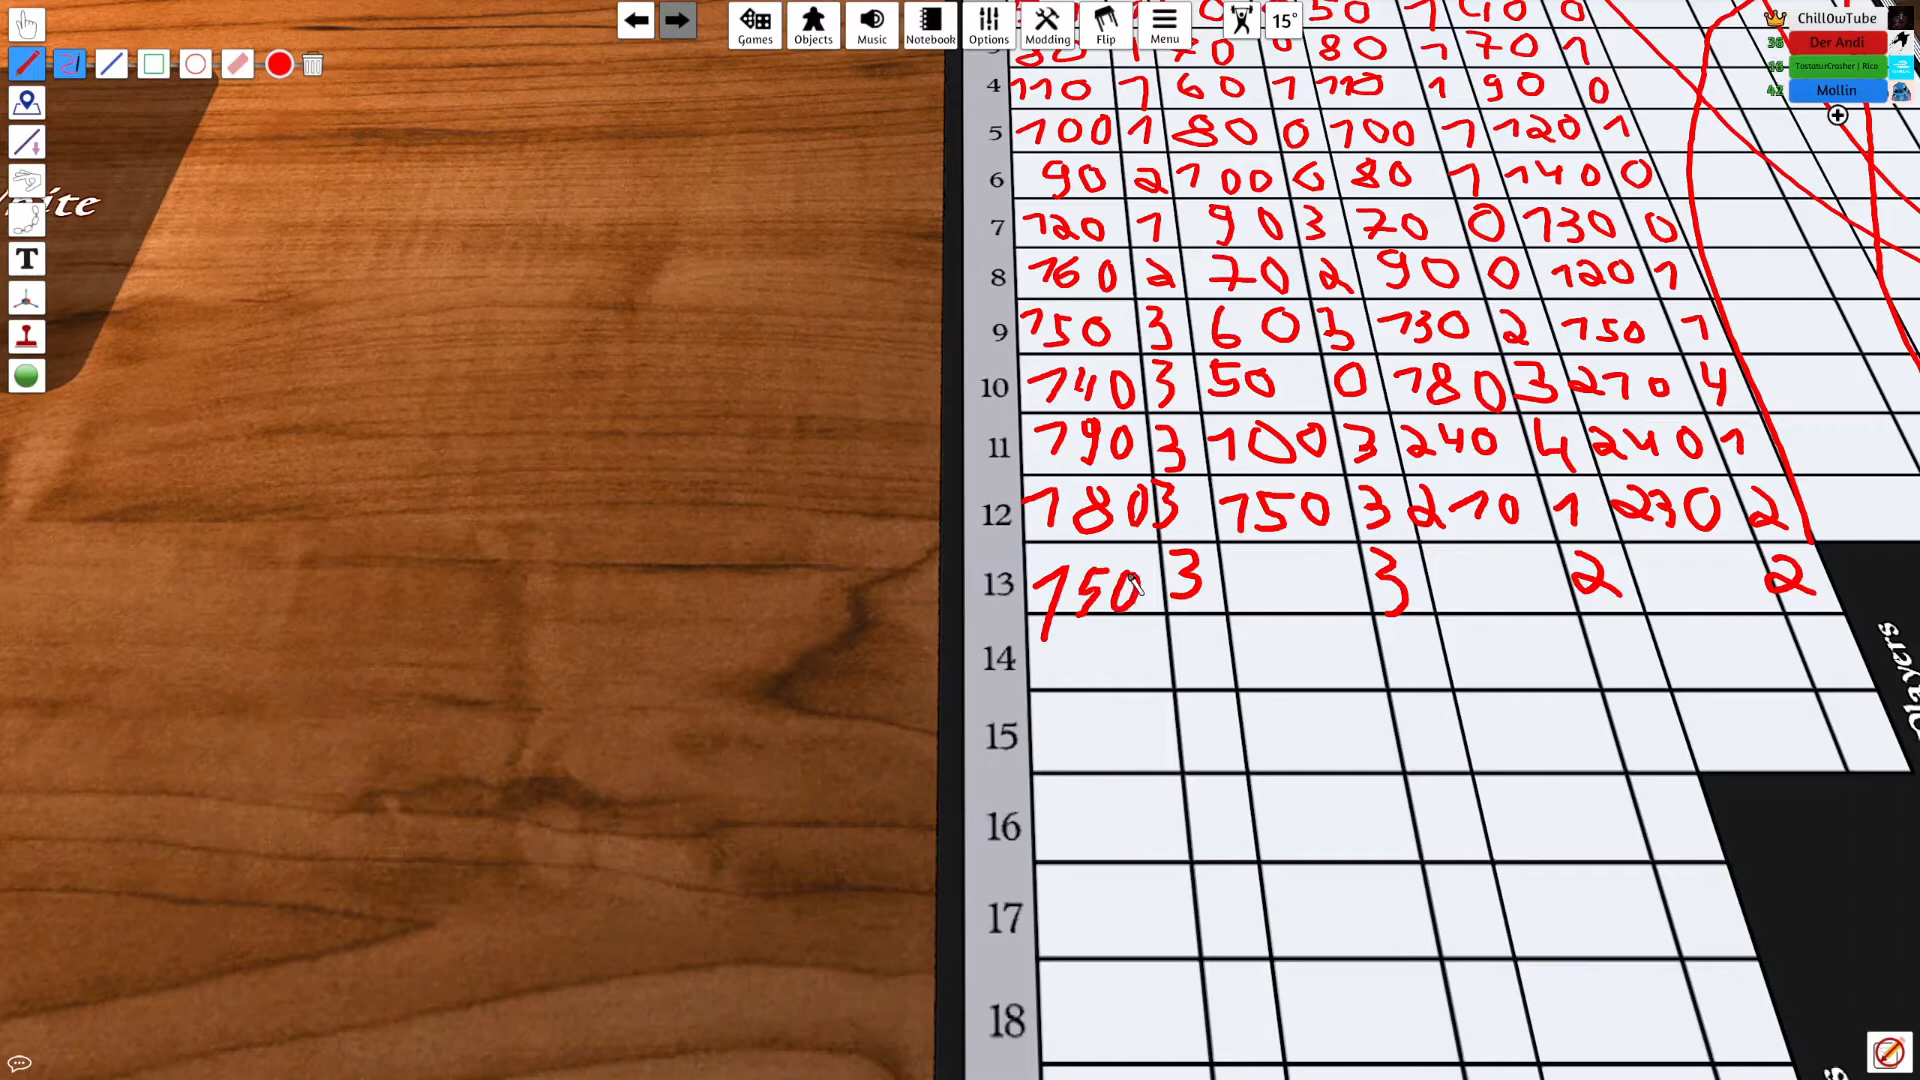 Games
Objects
Music
Notebook
Options
Modding
Flip
15°
Menu
ChillOwTube
36 Der Andi
TastaturCrasher | Rico
42 Mollin
T
4 110 1 60 1 110 1 90 0
5 100 1 80 0 100 1 120 1
6 90 2 100 0 80 1 140 0
7 120 1 90 3 70 0 130 0
8 160 2 70 2 90 0 120 1
9 150 3 60 3 130 2 150 1
10 140 3 50 0 180 3 210 4
11 190 3 100 3 240 4 240 1
12 180 3 150 3 210 1 230 2
13 150 3 3 2 2
14
15
16
17
18
Players